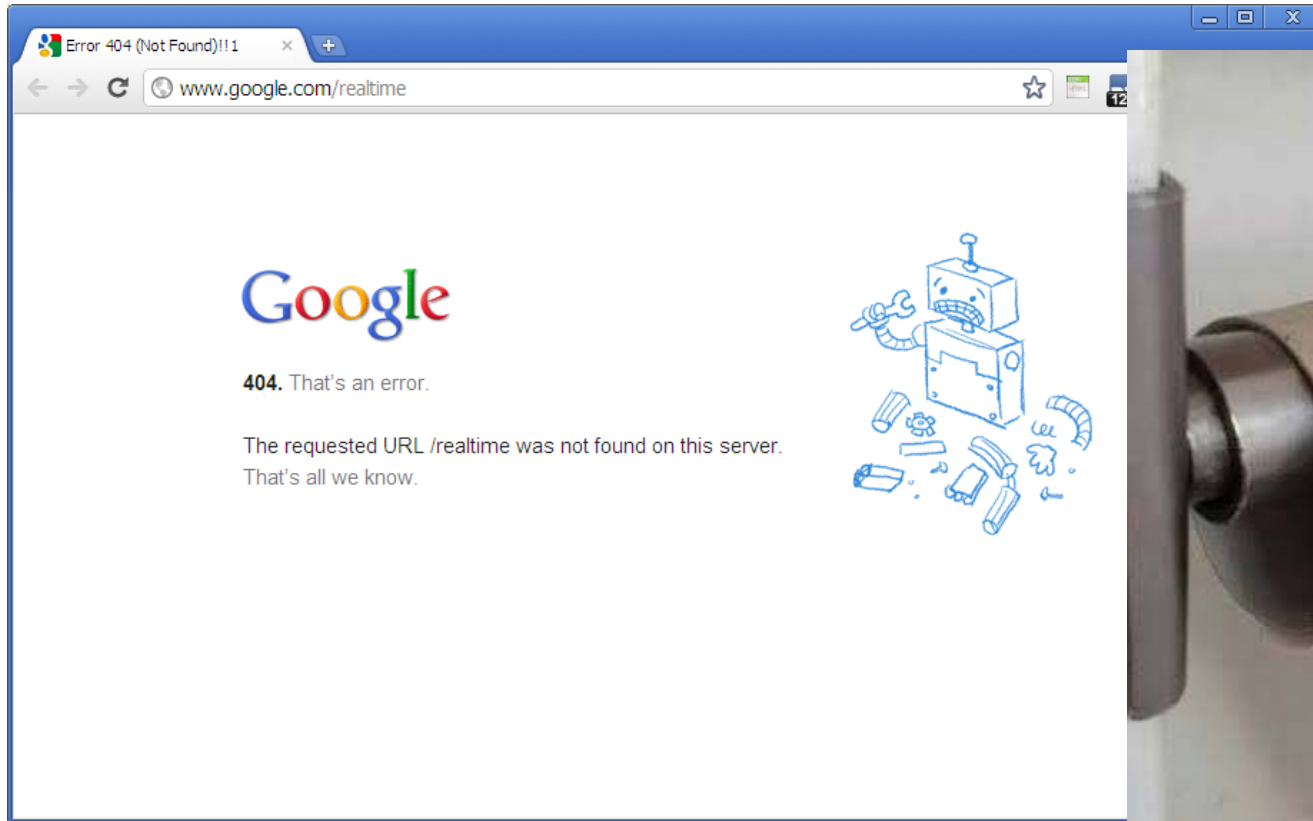 Error 404 (Not Found)!!1
www.google.com/realtime
12
Google
404. That's an error.
The requested URL /realtime was not found on this server.
That's all we know.